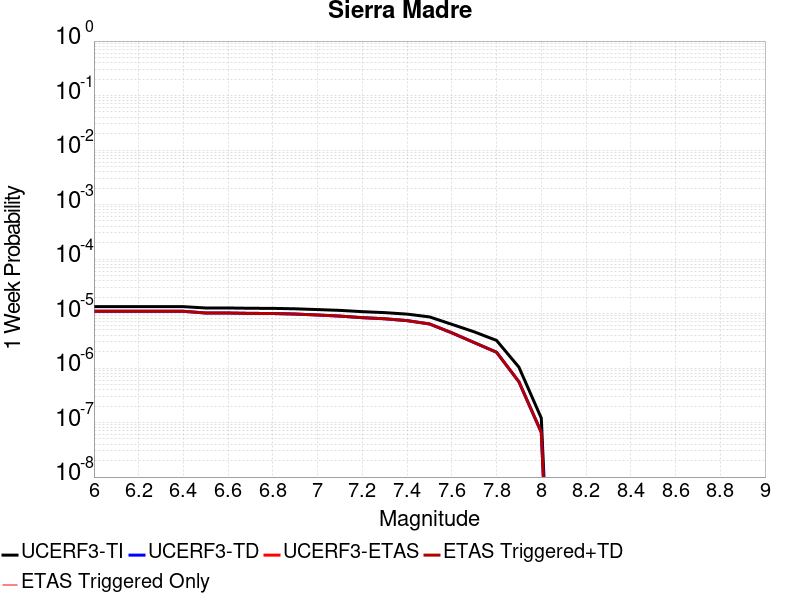 Sierra Madre
10^0
10^-1
10^-2
10^-3
10^-4
10^-5
10^-6
10^-7
10^-8
1 Week Probability
6 6.2 6.4 6.6 6.8 7 7.2 7.4 7.6 7.8 8 8.2 8.4 8.6 8.8 9
Magnitude
UCERF3-TI UCERF3-TD UCERF3-ETAS ETAS Triggered+TD
ETAS Triggered Only